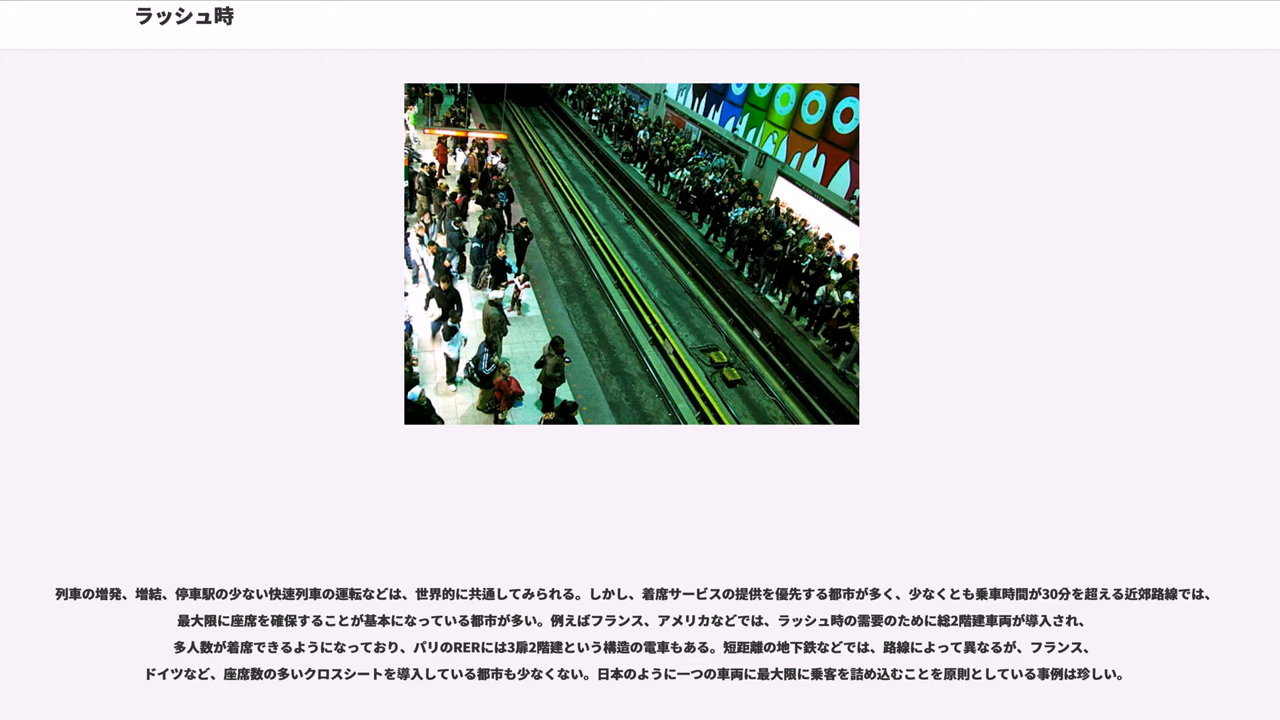 ラッシュ時
列車の増発、増結、停車駅の少ない快速列車の運転などは、世界的に共通してみられる。しかし、着席サービスの提供を優先する都市が多く、少なくとも乗車時間が30分を超える近郊路線では、
最大限に座席を確保することが基本になっている都市が多い。例えばフランス、アメリカなどでは、ラッシュ時の需要のために総2階建車両が導入され、
多人数が着席できるようになっており、パリのRERには3扉2階建という構造の電車もある。短距離の地下鉄などでは、路線によって異なるが、フランス、
ドイツなど、座席数の多いクロスシートを導入している都市も少なくない。日本のように一つの車両に最大限に乗客を詰め込むことを原則としている事例は珍しい。